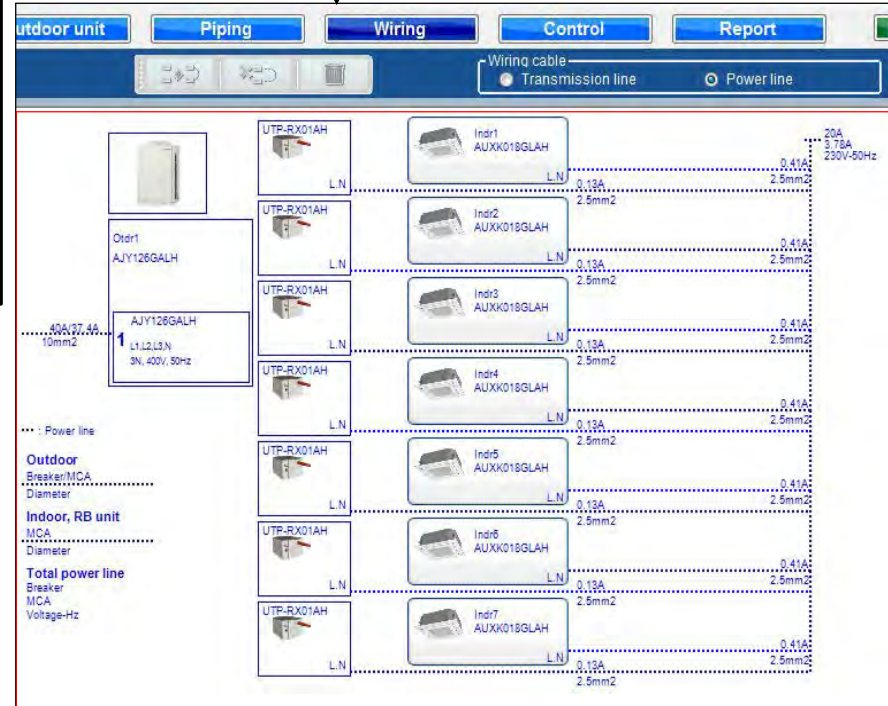 utdoor unit
Piping
Wiring
Control
Report
Wiring cable
Transmission line
Power line
UTP-RX01AH
L.N
Indr1
AUXK018GLAH
L.N
0.41A
2.5mm2
0.13A
2.5mm2
20A
3.78A
230V-50Hz
UTP-RX01AH
L.N
Indr2
AUXK018GLAH
L.N
0.41A
2.5mm2
0.13A
2.5mm2
Otdr1
AJY126GALH
UTP-RX01AH
L.N
Indr3
AUXK018GLAH
L.N
0.41A
2.5mm2
0.13A
2.5mm2
40A/37.4A
10mm2
AJY126GALH
1
L1,L2,L3,N
3N, 400V, 50Hz
UTP-RX01AH
L.N
Indr4
AUXK018GLAH
L.N
0.41A
2.5mm2
0.13A
2.5mm2
: Power line
Outdoor
Breaker/MCA
Diameter
Indoor, RB unit
MCA
Diameter
Total power line
Breaker
MCA
Voltage-Hz
UTP-RX01AH
L.N
Indr5
AUXK018GLAH
L.N
0.41A
2.5mm2
0.13A
2.5mm2
UTP-RX01AH
L.N
Indr6
AUXK018GLAH
L.N
0.41A
2.5mm2
0.13A
2.5mm2
UTP-RX01AH
L.N
Indr7
AUXK018GLAH
L.N
0.41A
2.5mm2
0.13A
2.5mm2